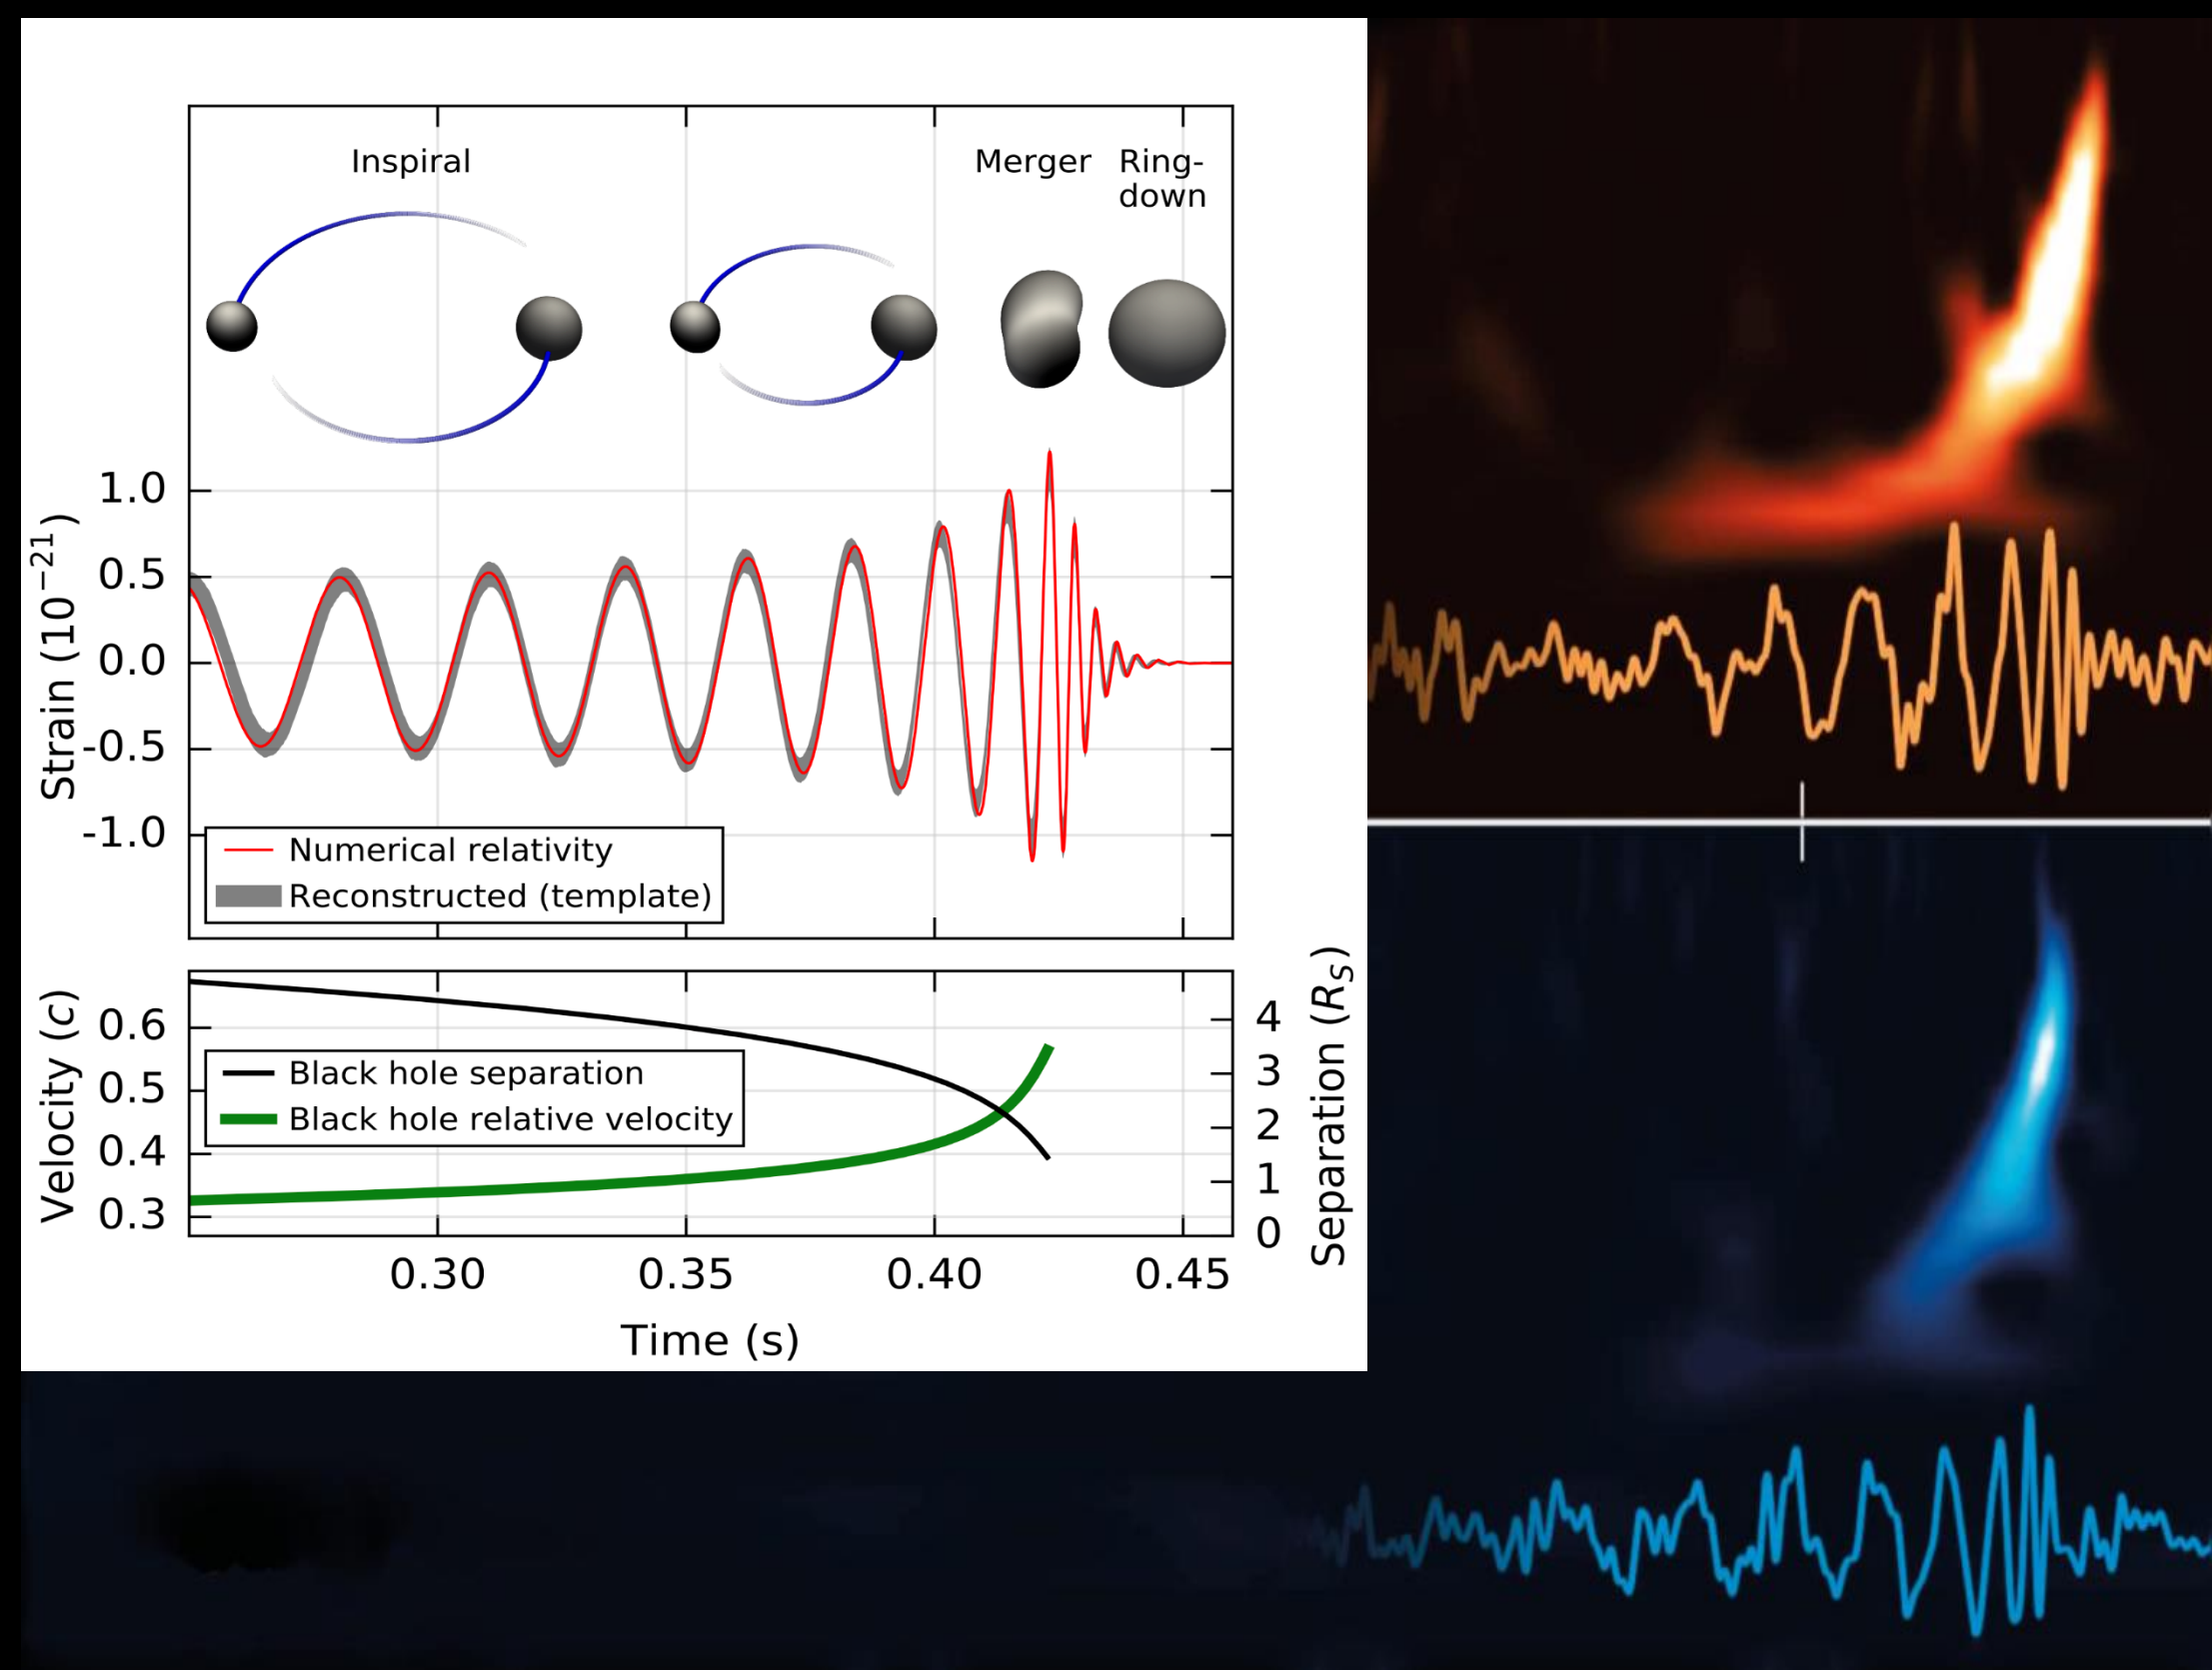 Inspiral
Merger
Ring-
down
Strain (10⁻²¹)
1.0
0.5
0.0
-0.5
-1.0
Numerical relativity
Reconstructed (template)
Velocity (c)
0.6
0.5
0.4
0.3
Black hole separation
Black hole relative velocity
Separation (R_S)
4
3
2
1
0
0.30
0.35
0.40
0.45
Time (s)